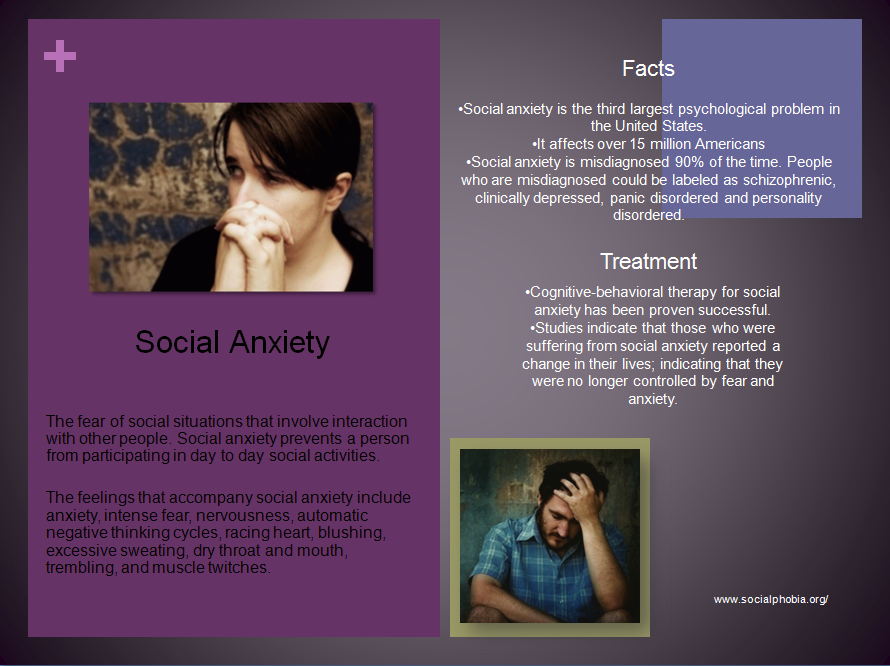 Social Anxiety
The fear of social situations that involve interaction
with other people. Social anxiety prevents a person
from participating in day to day social activities.
The feelings that accompany social anxiety include
anxiety, intense fear, nervousness, automatic
negative thinking cycles, racing heart, blushing,
excessive sweating, dry throat and mouth,
trembling, and muscle twitches.
Facts
•Social anxiety is the third largest psychological problem in
the United States.
•It affects over 15 million Americans
•Social anxiety is misdiagnosed 90% of the time. People
who are misdiagnosed could be labeled as schizophrenic,
clinically depressed, panic disordered and personality
disordered.
Treatment
•Cognitive-behavioral therapy for social
anxiety has been proven successful.
•Studies indicate that those who were
suffering from social anxiety reported a
change in their lives; indicating that they
were no longer controlled by fear and
anxiety.
www.socialphobia.org/